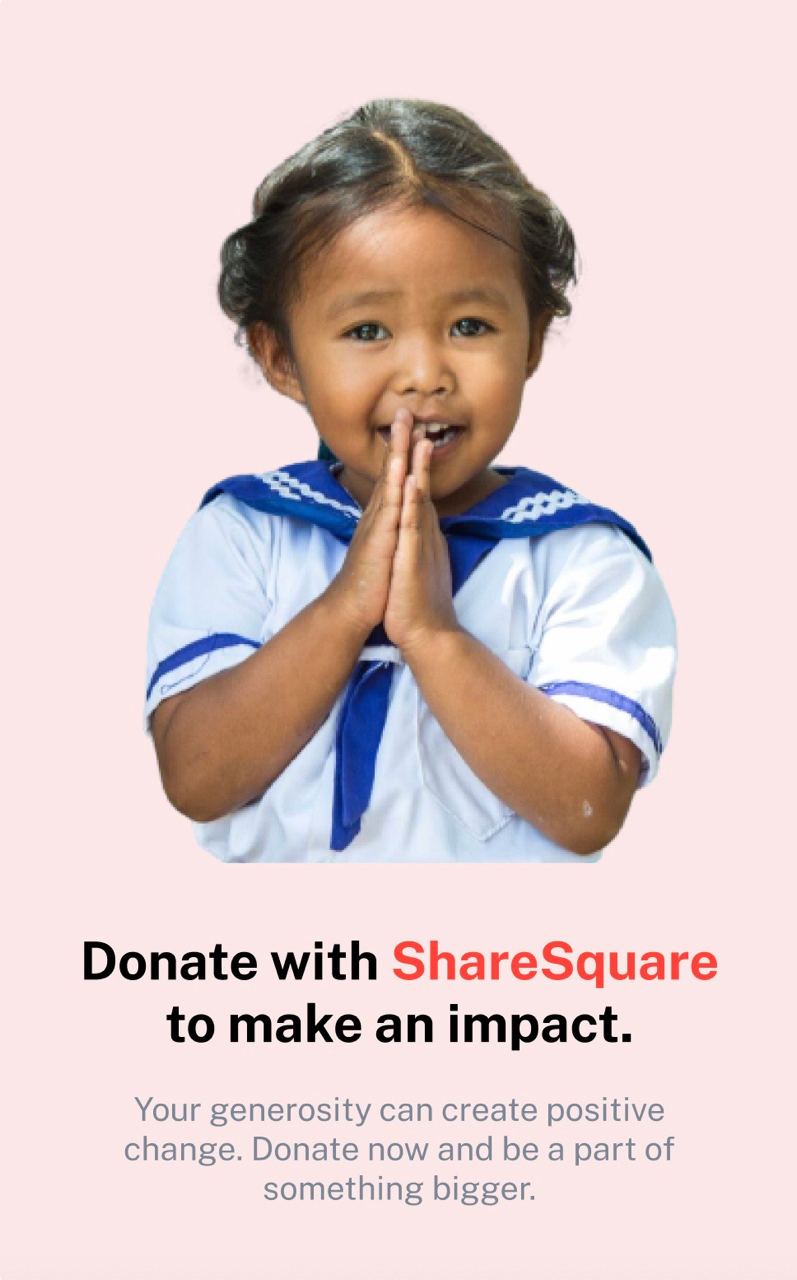 Donate with ShareSquare
to make an impact.
Your generosity can create positive
change. Donate now and be a part of
something bigger.